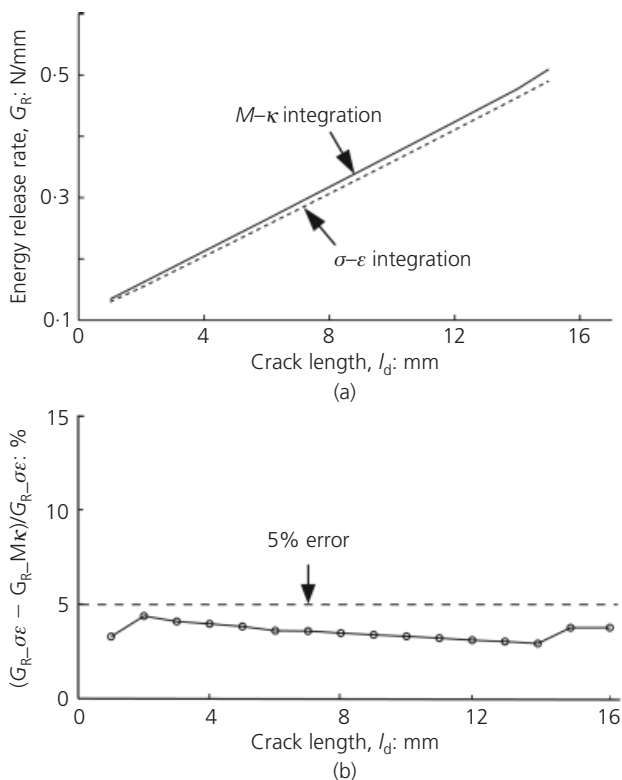 Energy release rate, G_R: N/mm
0·5
0·3
0·1
M–κ integration
σ–ε integration
0 4 8 12 16
Crack length, l_d: mm
(a)
(G_R_σε − G_R_Mκ)/G_R_σε: %
15
10
5
0
5% error
0 4 8 12 16
Crack length, l_d: mm
(b)